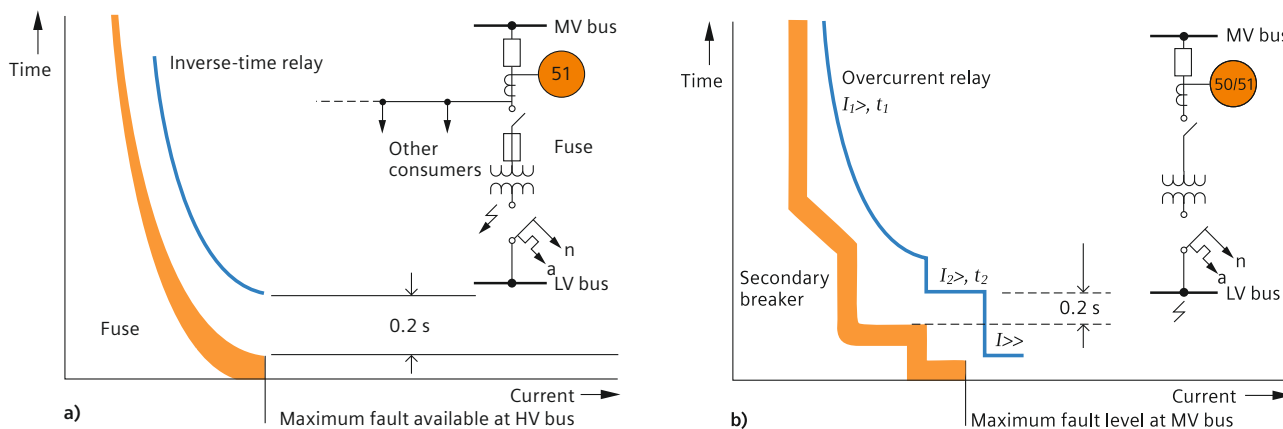 Time
Inverse-time relay
MV bus
51
Other
consumers
Fuse
n
a
LV bus
0.2 s
Fuse
Current
a)
Maximum fault available at HV bus
Time
Overcurrent relay
I₁>, t₁
MV bus
50/51
Secondary
breaker
I₂>, t₂
0.2 s
I>>
n
a
LV bus
Current
b)
Maximum fault level at MV bus